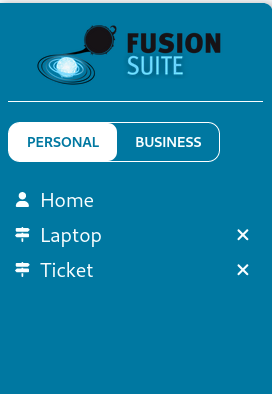 FUSION
SUITE
PERSONAL
BUSINESS
Home
Laptop
Ticket